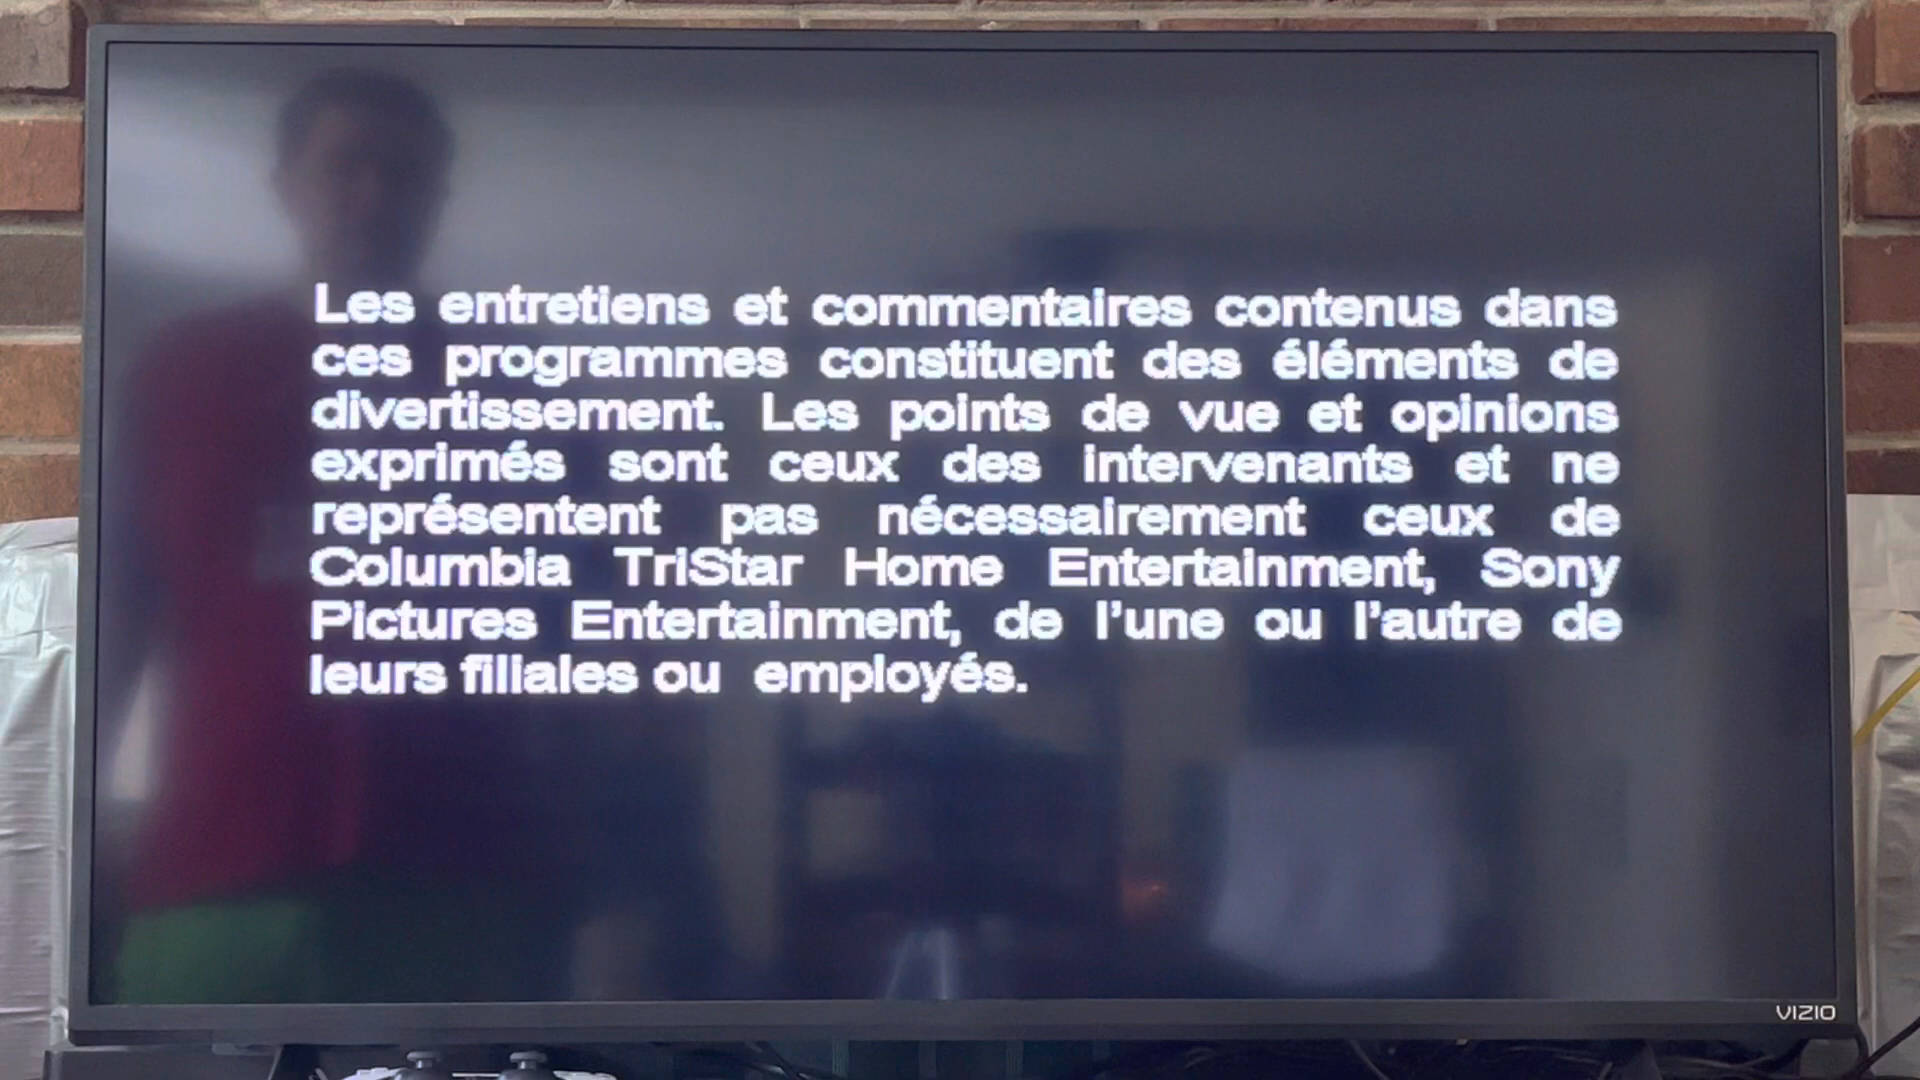 Les entretiens et commentaires contenus dans
ces programmes constituent des éléments de
divertissement. Les points de vue et opinions
exprimés sont ceux des intervenants et ne
représentent pas nécessairement ceux de
Columbia TriStar Home Entertainment, Sony
Pictures Entertainment, de l’une ou l’autre de
leurs filiales ou employés.
VIZIO